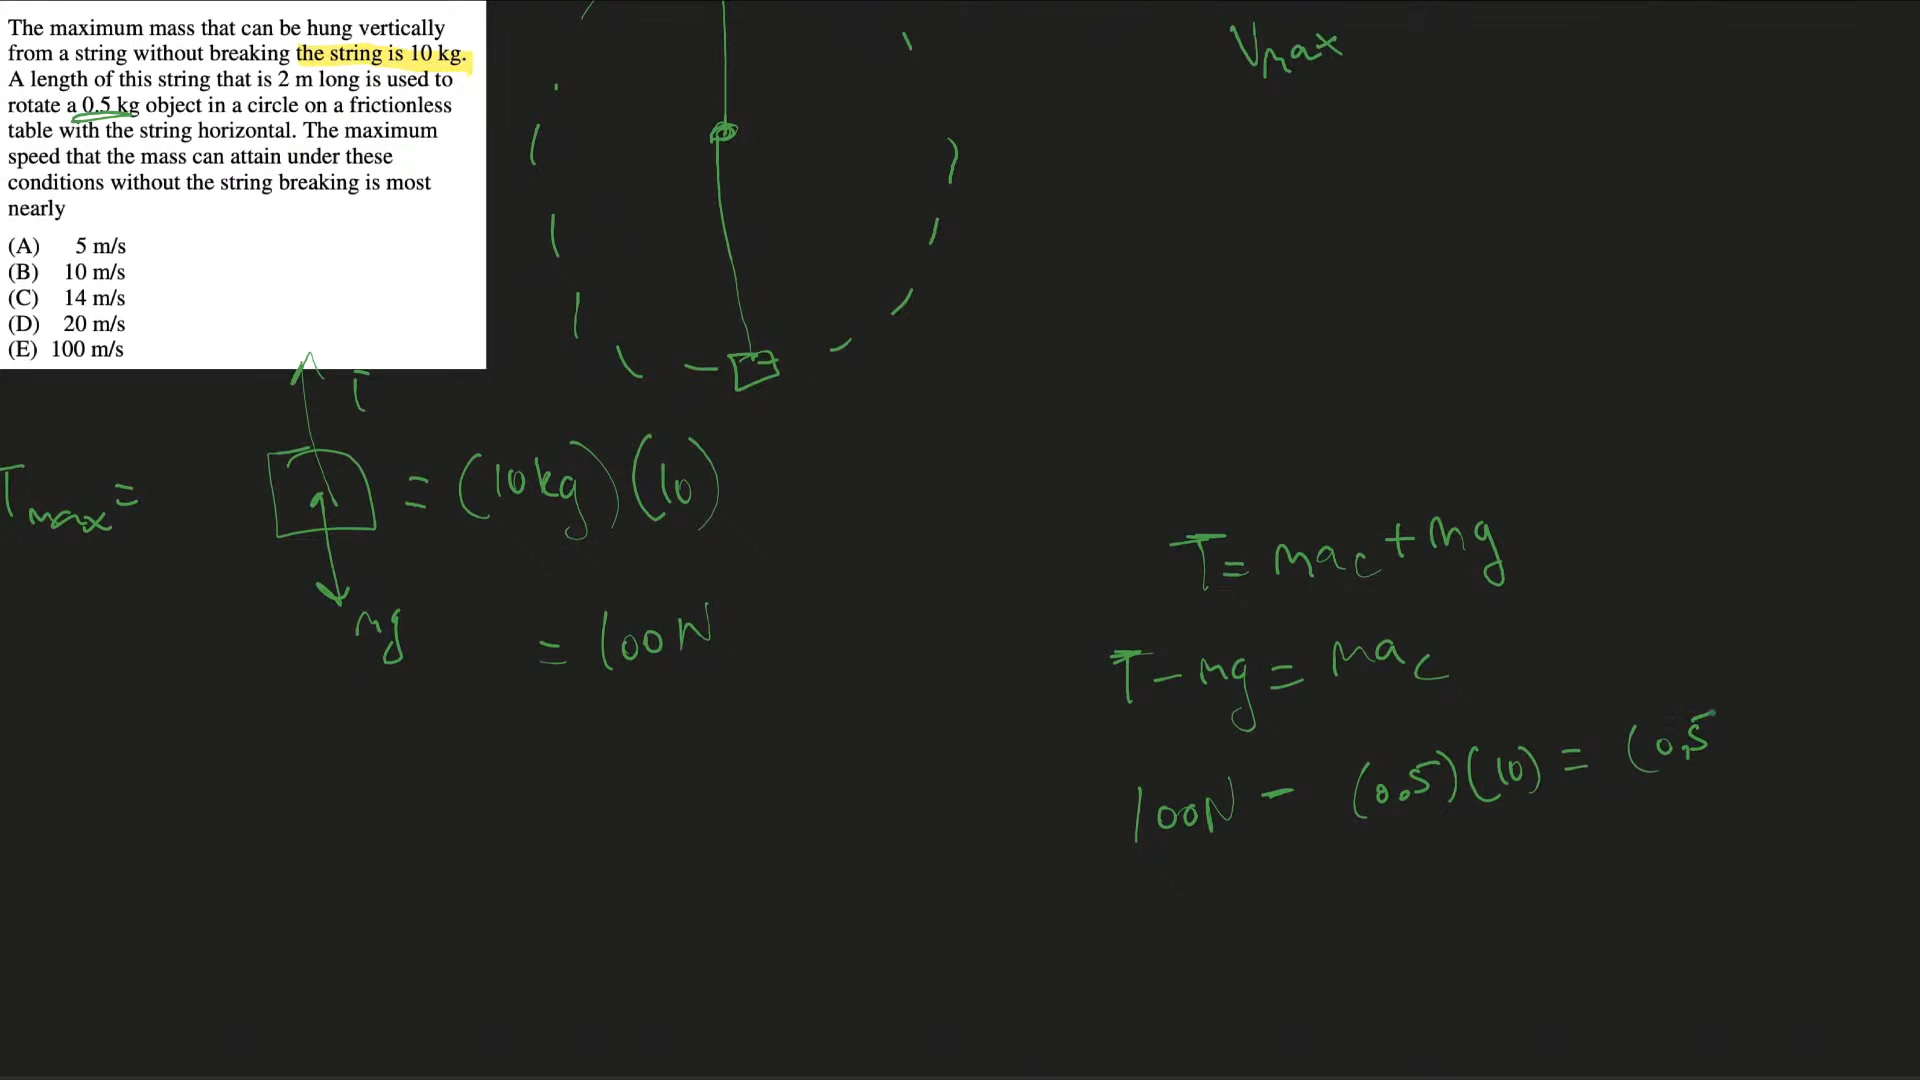 The maximum mass that can be hung vertically
from a string without breaking the string is 10 kg.
A length of this string that is 2 m long is used to
rotate a 0.5 kg object in a circle on a frictionless
table with the string horizontal. The maximum
speed that the mass can attain under these
conditions without the string breaking is most
nearly
(A) 5 m/s
(B) 10 m/s
(C) 14 m/s
(D) 20 m/s
(E) 100 m/s
Vmax
T
Tmax =
= (10kg)(10)
mg
= 100N
T = mac + mg
T - mg = mac
100N - (0.5)(10) = (0.5